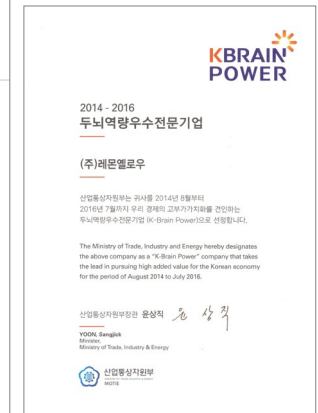 KBRAIN
POWER
2014 - 2016
두뇌역량우수전문기업
(주)레몬옐로우
산업통상자원부는 귀사를 2014년 8월부터
2016년 7월까지 우리 경제의 고부가가치화를 견인하는
두뇌역량우수전문기업 (K-Brain Power)으로 선정합니다.
The Ministry of Trade, Industry and Energy hereby designates
the above company as a "K-Brain Power" company that takes
the lead in pursuing high added value for the Korean economy
for the period of August 2014 to July 2016.
산업통상자원부장관 윤상직 윤 상 직
YOON, Sangjick
Minister,
Ministry of Trade, Industry & Energy
산업통상자원부
MOTIE